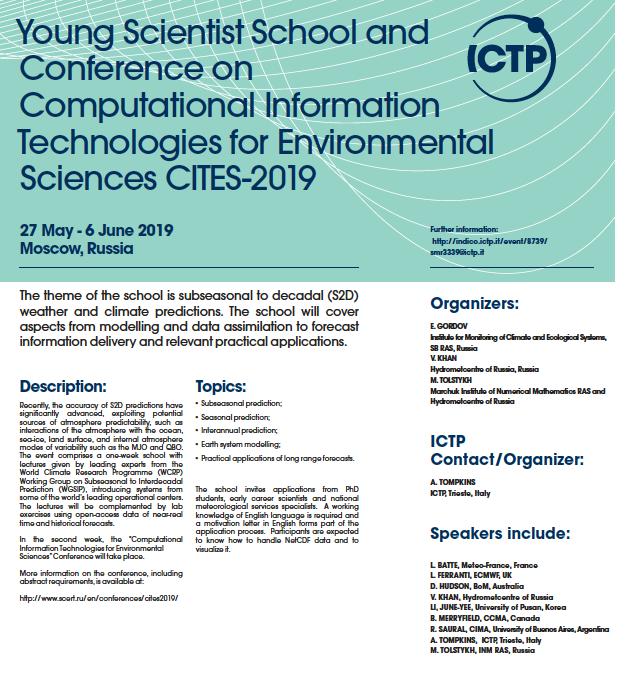 Young Scientist School and
Conference on
Computational Information
Technologies for Environmental
Sciences CITES-2019
ICTP
27 May - 6 June 2019
Moscow, Russia
Further information:
http://indico.ictp.it/event/8739/
smr3339@ictp.it
The theme of the school is subseasonal to decadal (S2D)
weather and climate predictions. The school will cover
aspects from modelling and data assimilation to forecast
information delivery and relevant practical applications.
Description:
Recently, the accuracy of S2D predictions have
significantly advanced, exploiting potential
sources of atmosphere predictability, such as
interactions of the atmosphere with the ocean,
sea-ice, land surface, and internal atmosphere
modes of variability such as the MJO and QBO.
The event comprises a one-week school with
lectures given by leading experts from the
World Climate Research Programme (WCRP)
Working Group on Subseasonal to Interdecadal
Prediction (WGSIP), introducing systems from
some of the world's leading operational centers.
The lectures will be complemented by lab
exercises using open-access data of near-real
time and historical forecasts.
In the second week, the "Computational
Information Technologies for Environmental
Sciences" Conference will take place.
More information on the conference, including
abstract requirements, is available at:
http://www.scert.ru/en/conferences/cites2019/
Topics:
• Subseasonal prediction;
• Seasonal prediction;
• Interannual prediction;
• Earth system modelling;
• Practical applications of long range forecasts.
The school invites applications from PhD
students, early career scientists and national
meteorological services specialists. A working
knowledge of English language is required and
a motivation letter in English forms part of the
application process. Participants are expected
to know how to handle NetCDF data and to
visualize it.
Organizers:
E. GORDOV
Institute for Monitoring of Climate and Ecological Systems,
SB RAS, Russia
V. KHAN
Hydrometcentre of Russia, Russia
M. TOLSTYKH
Marchuk Institute of Numerical Mathematics RAS and
Hydrometcentre of Russia
ICTP
Contact/Organizer:
A. TOMPKINS
ICTP, Trieste, Italy
Speakers include:
L. BATTE, Meteo-France, France
L. FERRANTI, ECMWF, UK
D. HUDSON, BoM, Australia
V. KHAN, Hydrometcentre of Russia
LI, JUNE-YEE, University of Pusan, Korea
B. MERRYFIELD, CCMA, Canada
R. SAURAL, CIMA, University of Buenos Aires, Argentina
A. TOMPKINS, ICTP, Trieste, Italy
M. TOLSTYKH, INM RAS, Russia